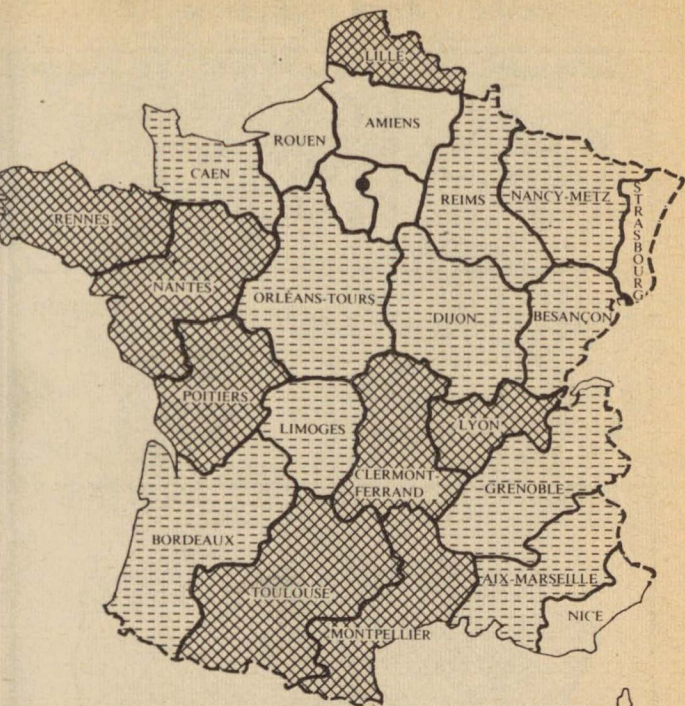 LILLE
AMIENS
ROUEN
CAEN
REIMS
NANCY-METZ
STRASBOURG
RENNES
NANTES
ORLÉANS-TOURS
DIJON
BESANÇON
POITIERS
LIMOGES
LYON
CLERMONT-
FERRAND
GRENOBLE
BORDEAUX
TOULOUSE
AIX-MARSEILLE
NICE
MONTPELLIER